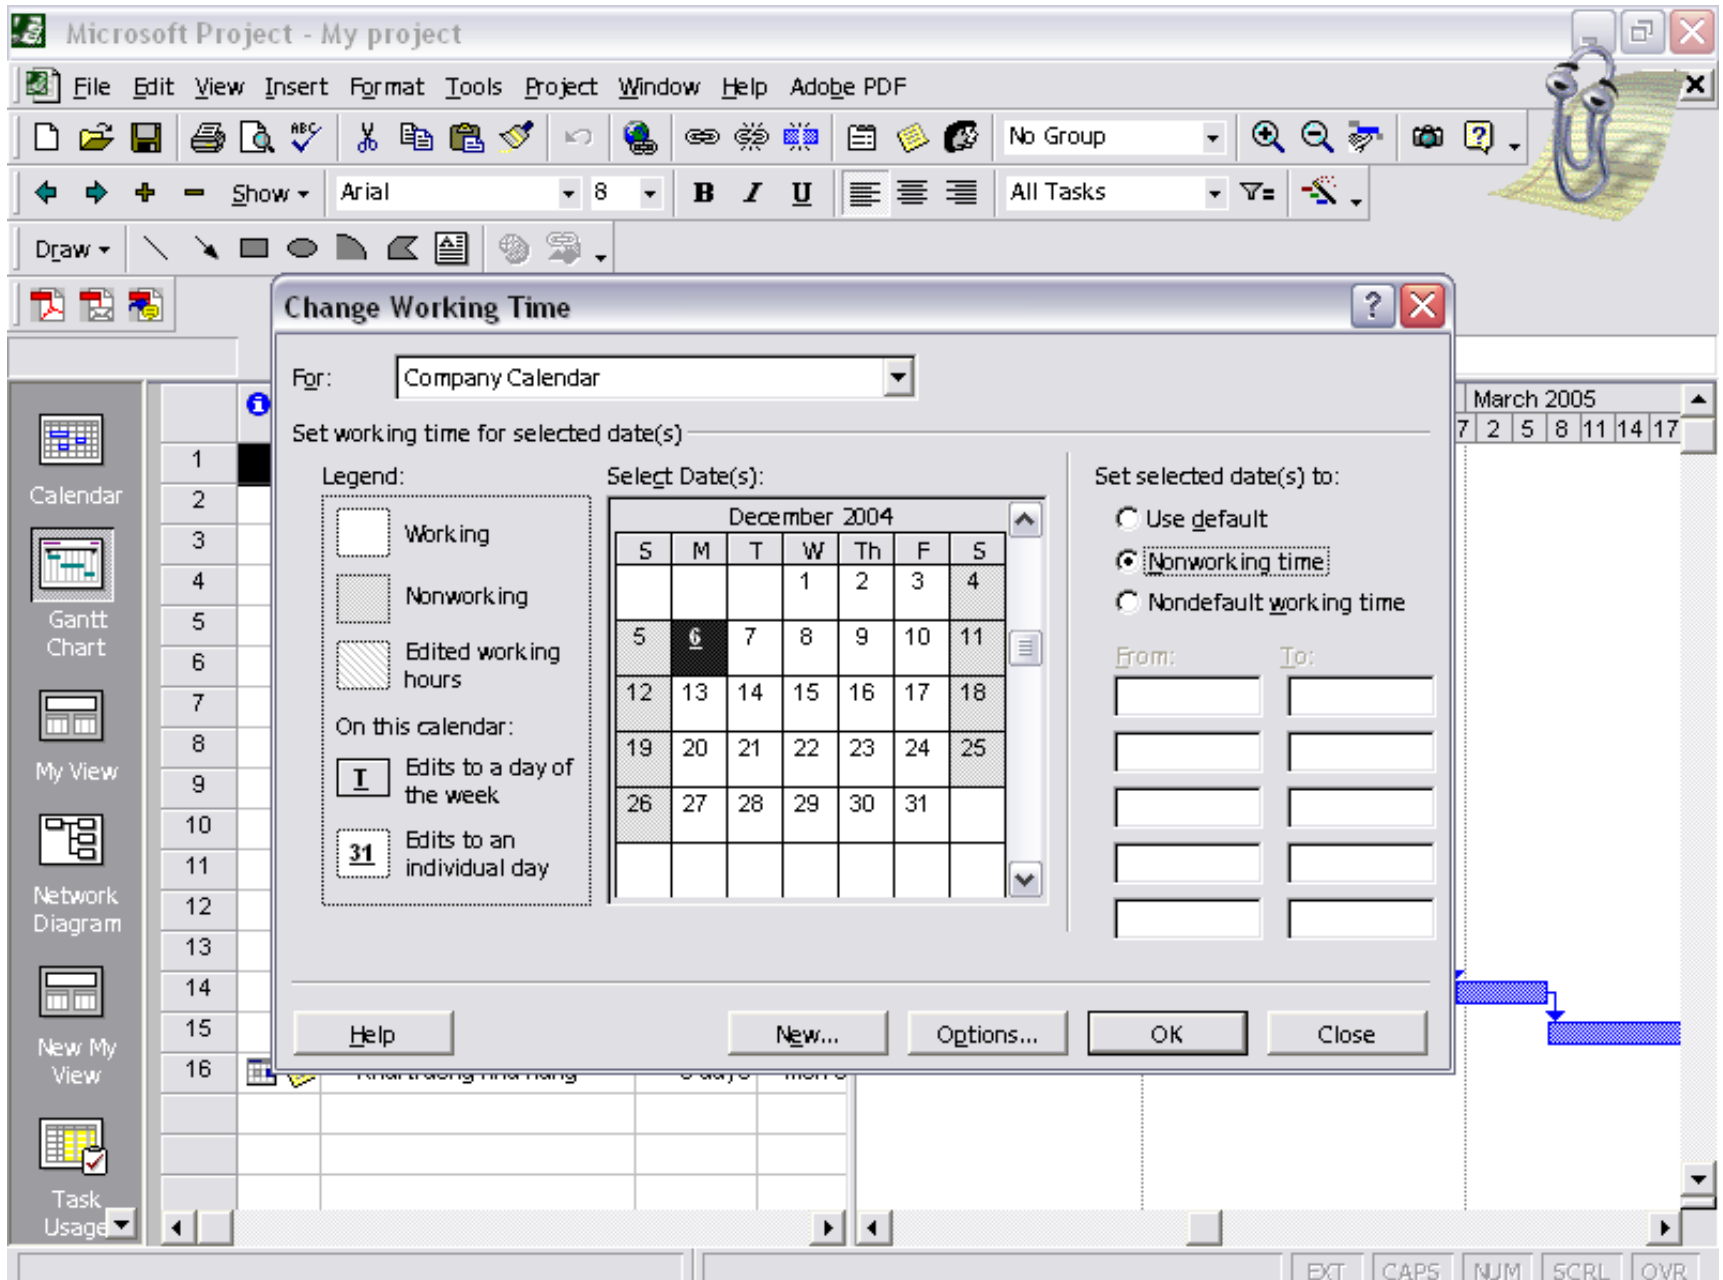 Microsoft Project - My project
File Edit View Insert Format Tools Project Window Help Adobe PDF
ABC No Group
Show Arial 8 B I U All Tasks
Draw
Change Working Time
For: Company Calendar
Set working time for selected date(s)
Legend:
Working
Nonworking
Edited working
hours
On this calendar:
T Edits to a day of
the week
31 Edits to an
individual day
Select Date(s):
December 2004
S M T W Th F S
1 2 3 4
5 6 7 8 9 10 11
12 13 14 15 16 17 18
19 20 21 22 23 24 25
26 27 28 29 30 31
Set selected date(s) to:
Use default
Nonworking time
Nondefault working time
From: To:
Help New... Options... OK Close
March 2005
7 2 5 8 11 14 17
Calendar
Gantt
Chart
My View
Network
Diagram
New My
View
Task
Usage
1
2
3
4
5
6
7
8
9
10
11
12
13
14
15
16
EXT CAPS NUM SCRL OVR